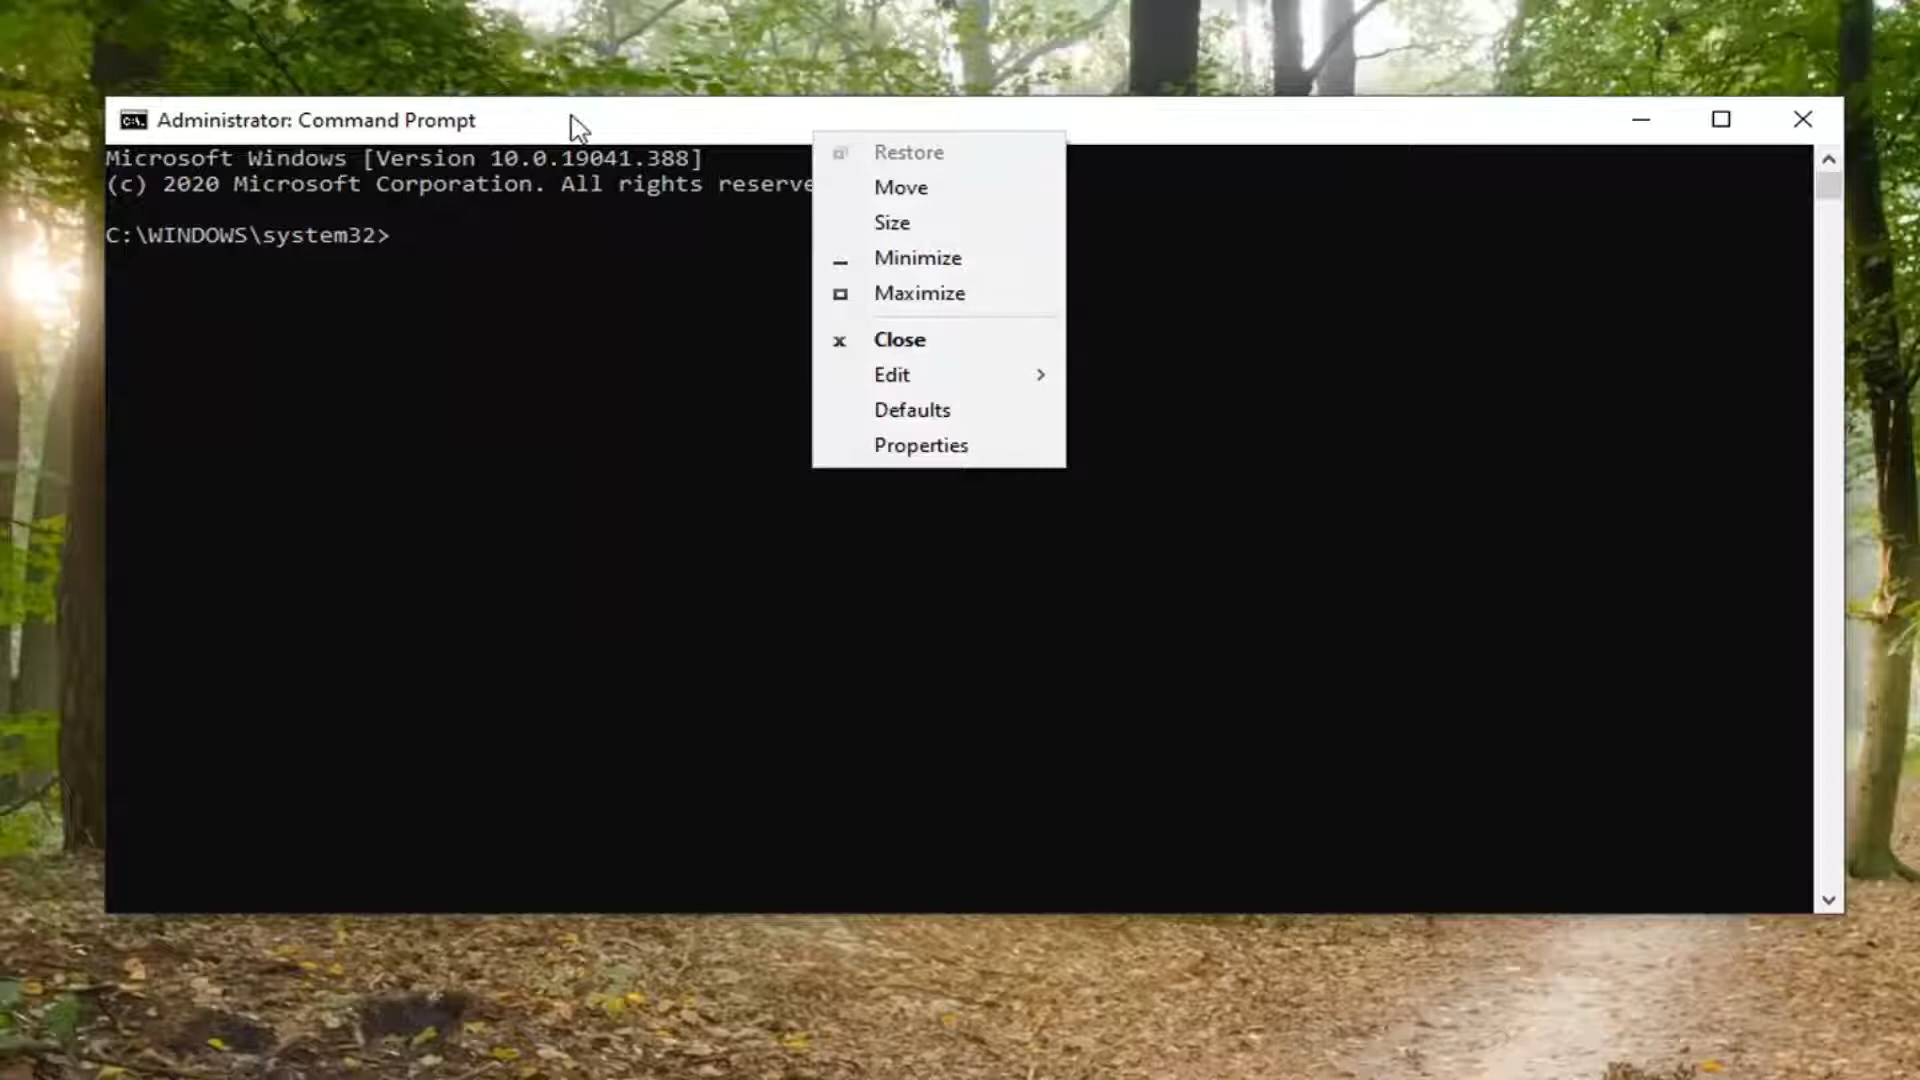 Administrator: Command Prompt
Microsoft Windows [Version 10.0.19041.388]
(c) 2020 Microsoft Corporation. All rights reserve
C:\WINDOWS\system32>
Restore
Move
Size
Minimize
Maximize
Close
Edit
Defaults
Properties